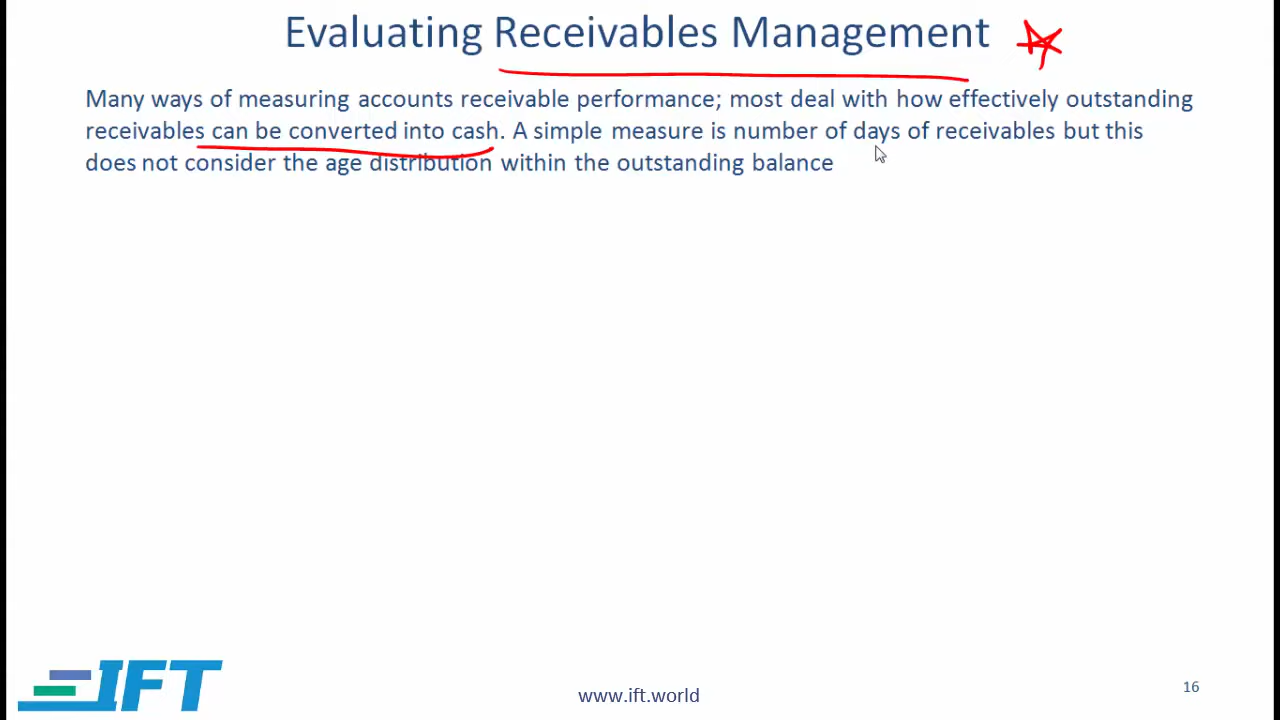 Evaluating Receivables Management
Many ways of measuring accounts receivable performance; most deal with how effectively outstanding
receivables can be converted into cash. A simple measure is number of days of receivables but this
does not consider the age distribution within the outstanding balance
IFT
www.ift.world
16